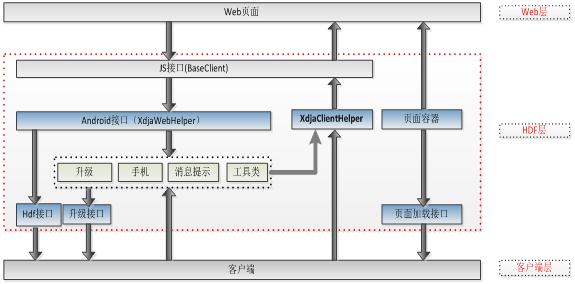 Web页面
Web层
JS接口(BaseClient)
Android接口（XdjaWebHelper）
XdjaClientHelper
页面容器
HDF层
升级
手机
消息提示
工具类
Hdf接口
升级接口
页面加载接口
客户端
客户端层